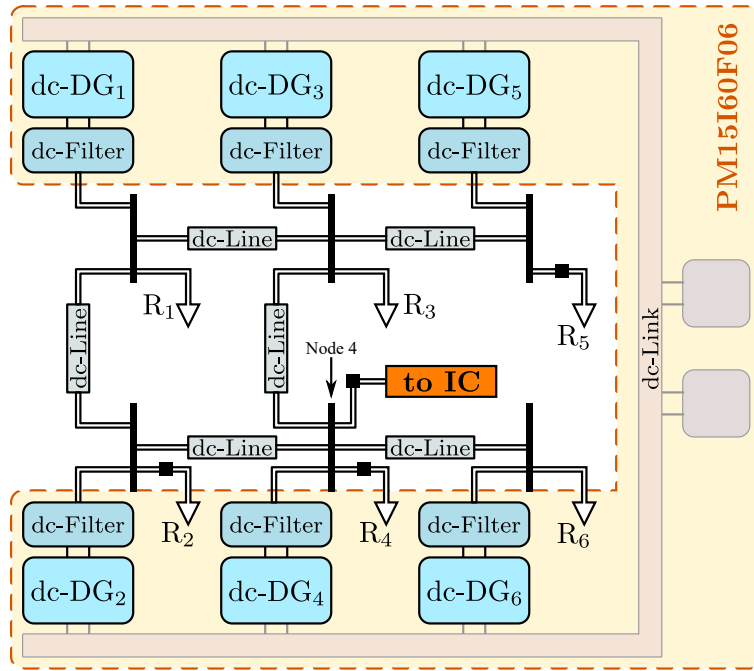 dc-DG₁ dc-DG₃ dc-DG₅
dc-Filter dc-Filter dc-Filter
PM15I60F06
dc-Line dc-Line
R₁ R₃ R₅
dc-Line dc-Line dc-Link
Node 4
to IC
dc-Line dc-Line
dc-Filter dc-Filter dc-Filter
R₂ R₄ R₆
dc-DG₂ dc-DG₄ dc-DG₆